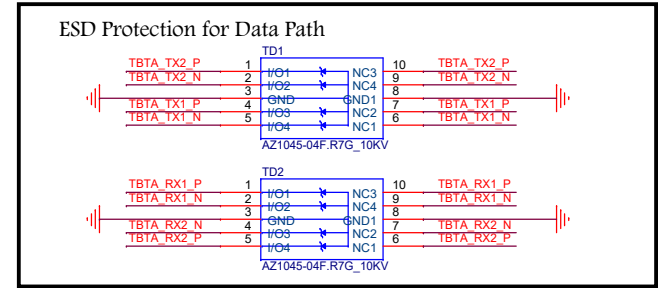 ESD Protection for Data Path
TD1
TBTA_TX2_P 1 I/O1 NC3 10 TBTA_TX2_P
TBTA_TX2_N 2 I/O2 NC4 9 TBTA_TX2_N
3 GND GND1 8
TBTA_TX1_P 4 I/O3 NC2 7 TBTA_TX1_P
TBTA_TX1_N 5 I/O4 NC1 6 TBTA_TX1_N
AZ1045-04F.R7G_10KV
TD2
TBTA_RX1_P 1 I/O1 NC3 10 TBTA_RX1_P
TBTA_RX1_N 2 I/O2 NC4 9 TBTA_RX1_N
3 GND GND1 8
TBTA_RX2_N 4 I/O3 NC2 7 TBTA_RX2_N
TBTA_RX2_P 5 I/O4 NC1 6 TBTA_RX2_P
AZ1045-04F.R7G_10KV